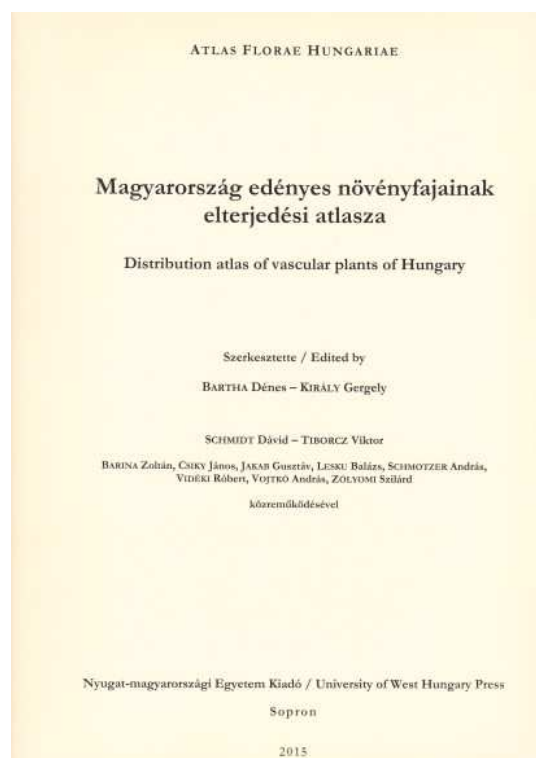 ATLAS FLORAE HUNGARIAE
Magyarország edényes növényfajainak
elterjedési atlasza
Distribution atlas of vascular plants of Hungary
Szerkesztette / Edited by
BARTHA Dénes – KIRÁLY Gergely
SCHMIDT Dávid – TIBORCZ Viktor
BARINA Zoltán, CSIKY János, JAKAB Gusztáv, LESKU Balázs, SCHMOTZER András,
VIDÉKI Róbert, VOJTKÓ András, ZÓLYOMI Szilárd
közreműködésével
Nyugat-magyarországi Egyetem Kiadó / University of West Hungary Press
Sopron
2015